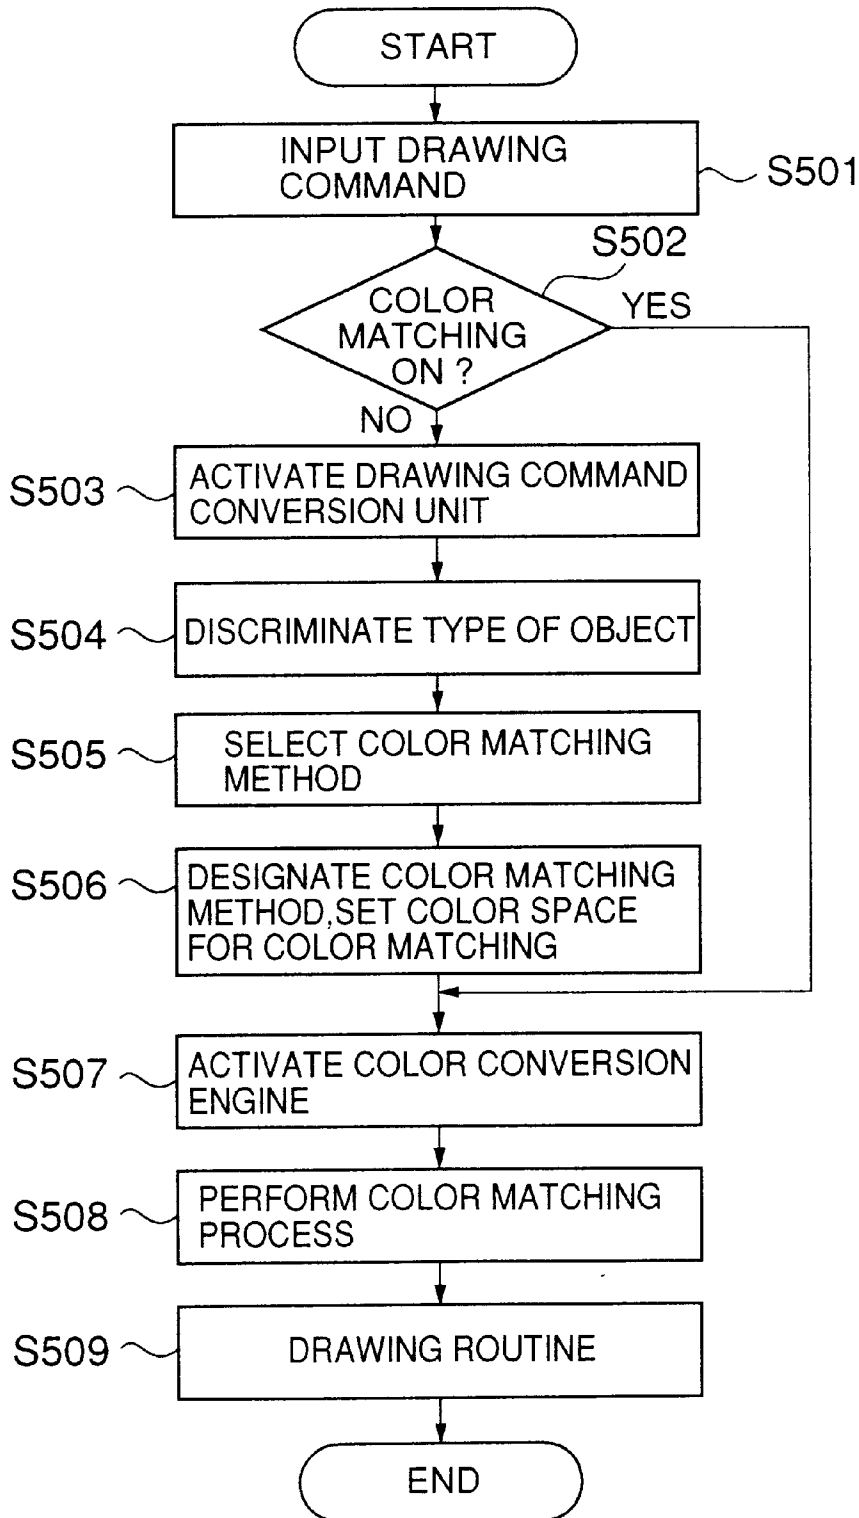 START
INPUT DRAWING
COMMAND
S501
S502
COLOR
MATCHING
ON ?
YES
NO
S503
ACTIVATE DRAWING COMMAND
CONVERSION UNIT
S504
DISCRIMINATE TYPE OF OBJECT
S505
SELECT COLOR MATCHING
METHOD
S506
DESIGNATE COLOR MATCHING
METHOD,SET COLOR SPACE
FOR COLOR MATCHING
S507
ACTIVATE COLOR CONVERSION
ENGINE
S508
PERFORM COLOR MATCHING
PROCESS
S509
DRAWING ROUTINE
END